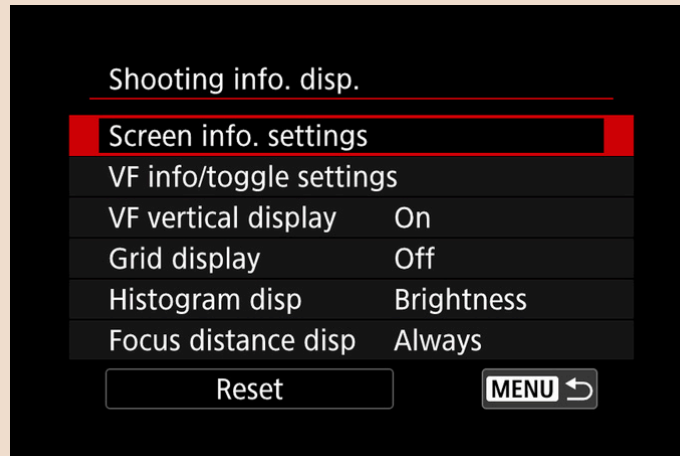 Shooting info. disp.
Screen info. settings
VF info/toggle settings
VF vertical display On
Grid display Off
Histogram disp Brightness
Focus distance disp Always
Reset MENU